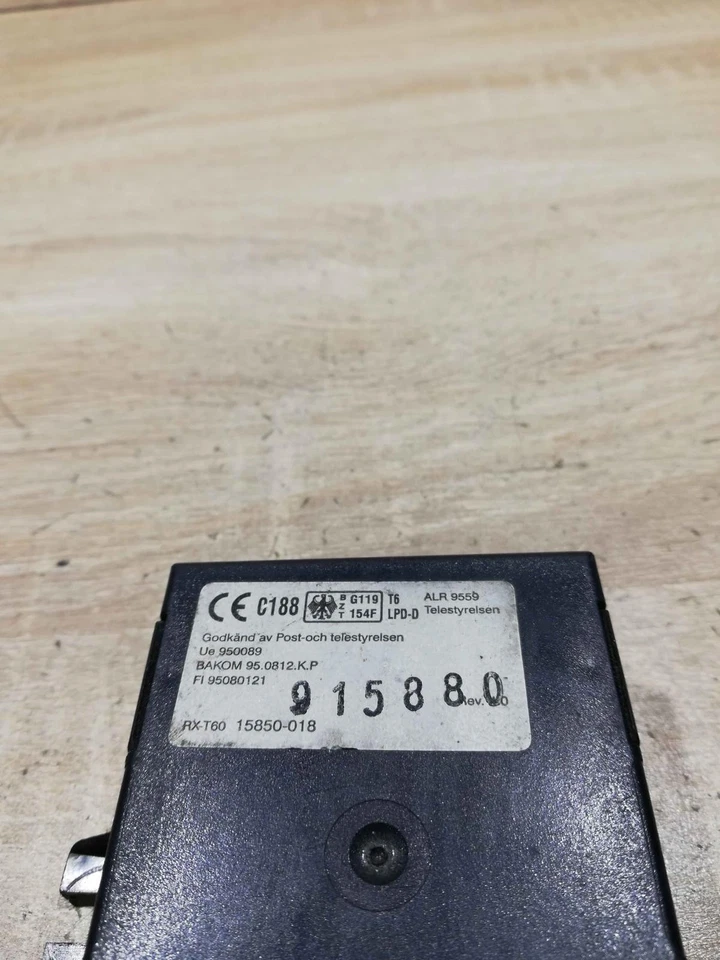 CE C188 BZT G119 154F T6 LPD-D
ALR 9559
Telestyrelsen
Godkänd av Post-och telestyrelsen
Ue 950089
BAKOM 95.0812.K.P
FI 95080121
915880
RX-T60 15850-018